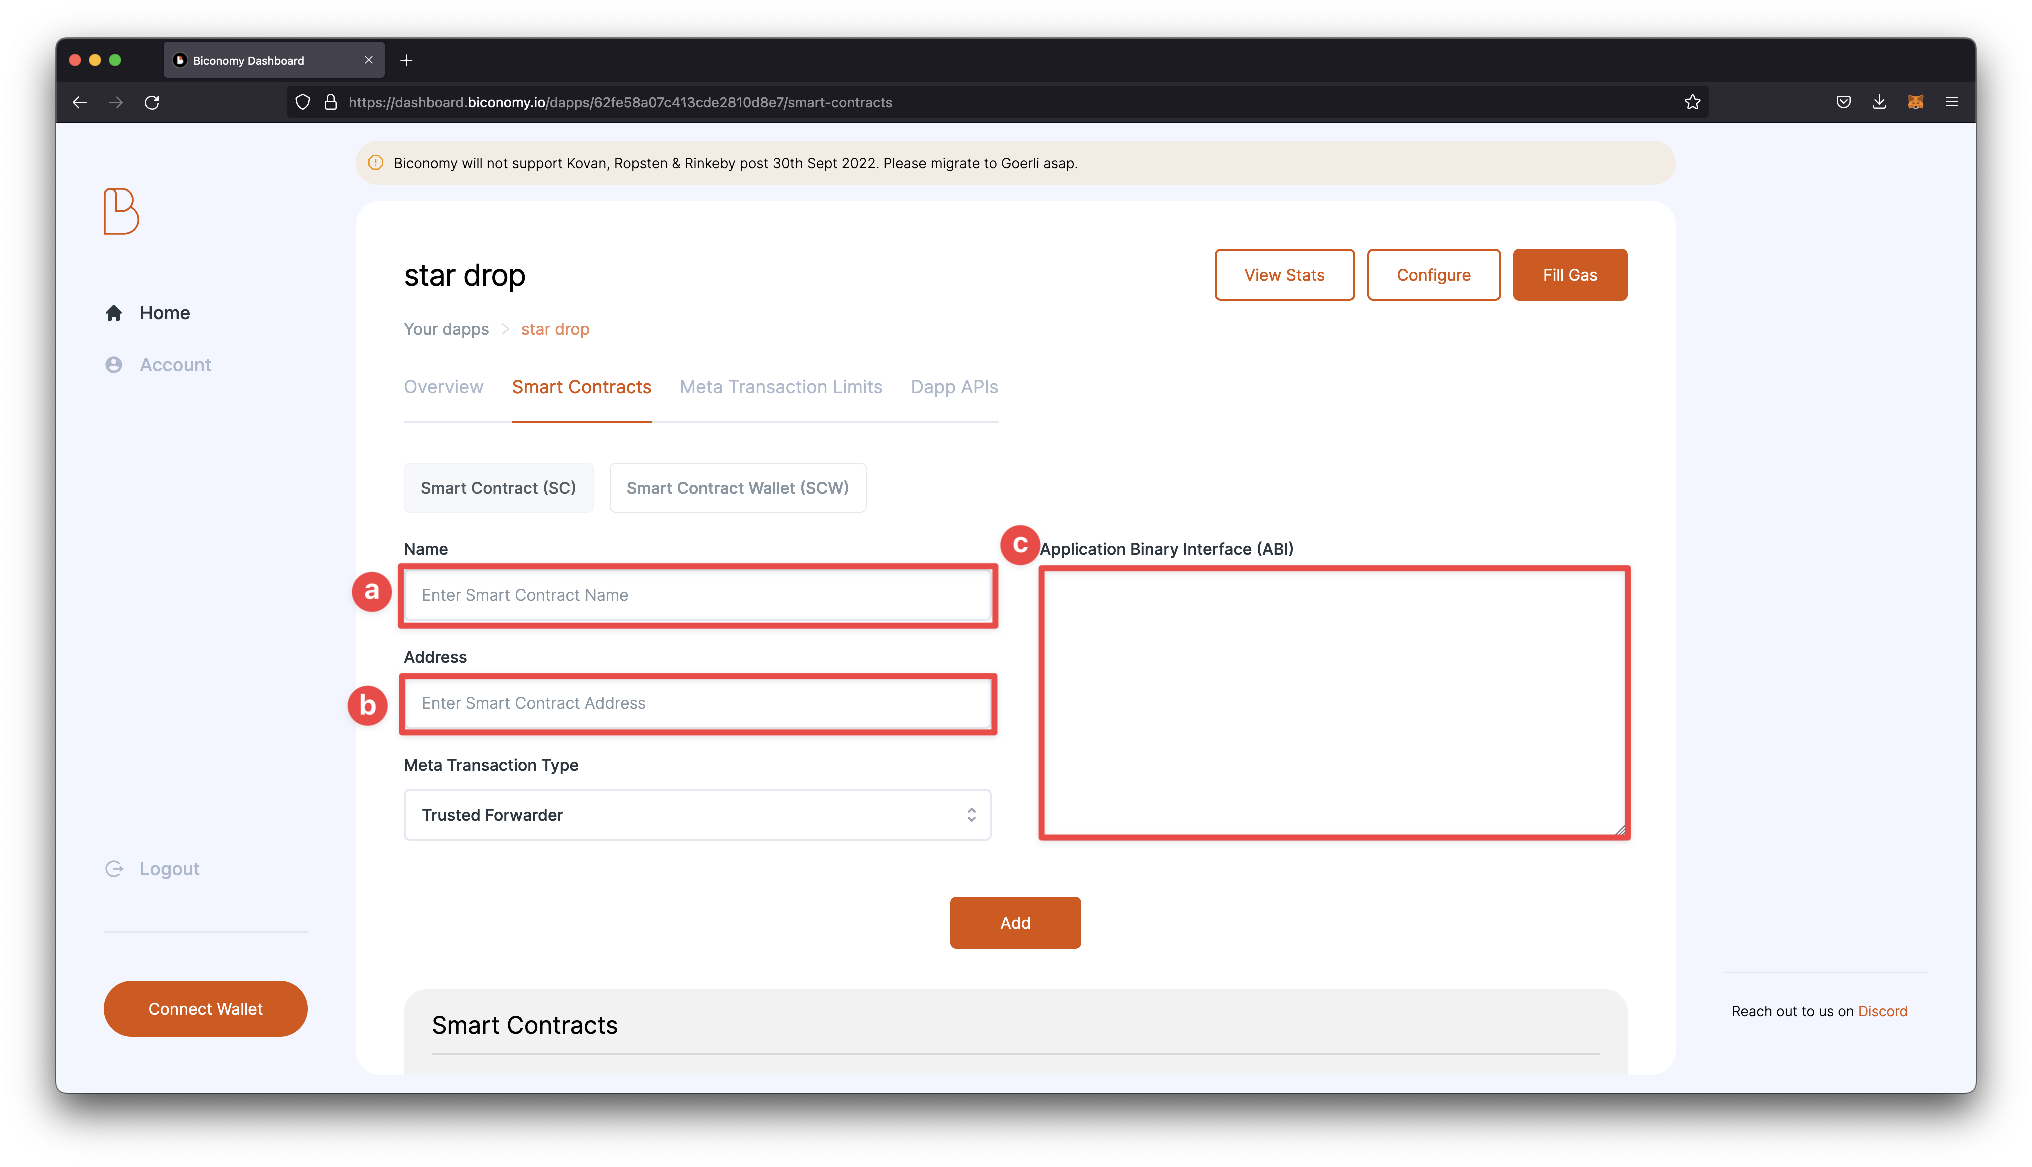 Biconomy Dashboard
https://dashboard.biconomy.io/dapps/62fe58a07c413cde2810d8e7/smart-contracts
Biconomy will not support Kovan, Ropsten & Rinkeby post 30th Sept 2022. Please migrate to Goerli asap.
Home
Account
Logout
Connect Wallet
star drop
View Stats
Configure
Fill Gas
Your dapps > star drop
Overview
Smart Contracts
Meta Transaction Limits
Dapp APIs
Smart Contract (SC)
Smart Contract Wallet (SCW)
Name
a
Enter Smart Contract Name
Address
b
Enter Smart Contract Address
Meta Transaction Type
Trusted Forwarder
c
Application Binary Interface (ABI)
Add
Smart Contracts
Reach out to us on Discord